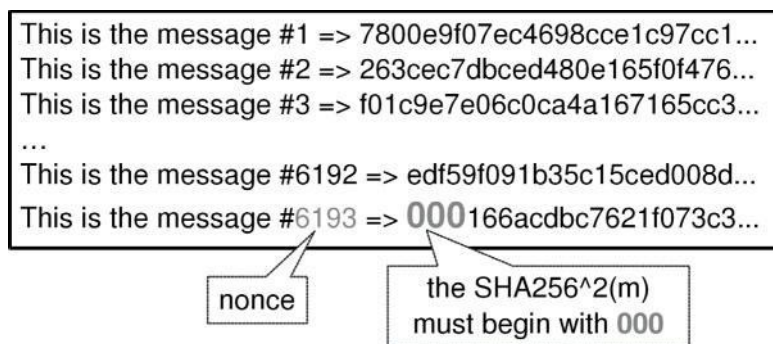 This is the message #1 => 7800e9f07ec4698cce1c97cc1...
This is the message #2 => 263cec7dbced480e165f0f476...
This is the message #3 => f01c9e7e06c0ca4a167165cc3...
...
This is the message #6192 => edf59f091b35c15ced008d...
This is the message #6193 => 000166acdbc7621f073c3...
nonce
the SHA256^2(m)
must begin with 000